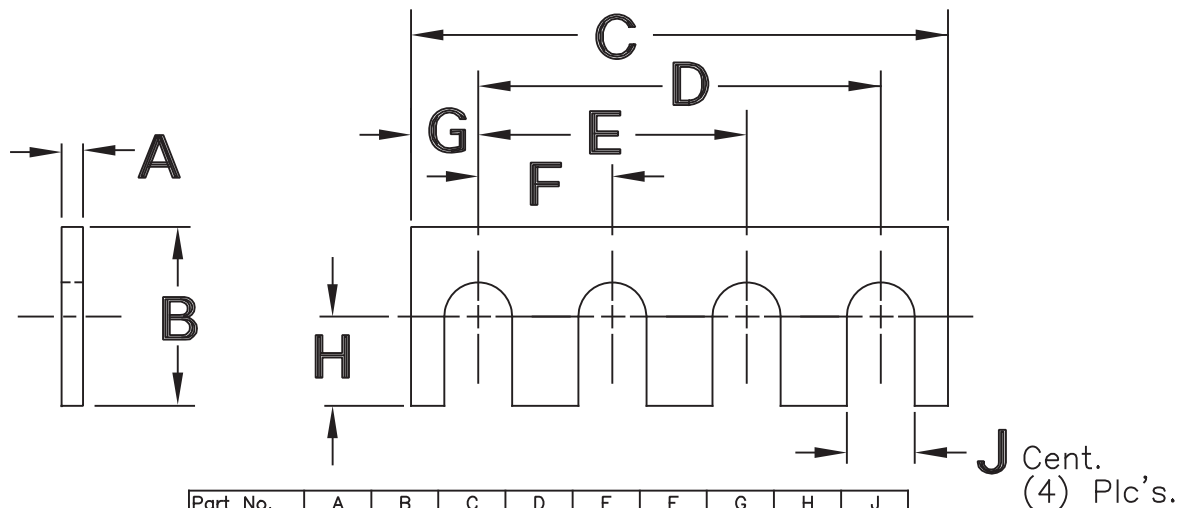 C
D
G E
A F
B
H
J Cent.
(4) Plc's.
Part No. A B C D E F G H J